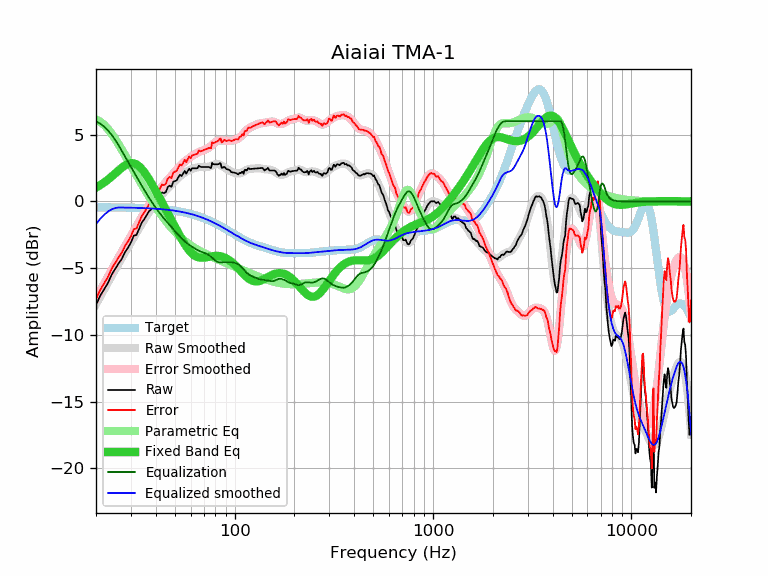 Aiaiai TMA-1
Amplitude (dBr)
5
0
−5
−10
−15
−20
Target
Raw Smoothed
Error Smoothed
Raw
Error
Parametric Eq
Fixed Band Eq
Equalization
Equalized smoothed
100
1000
10000
Frequency (Hz)